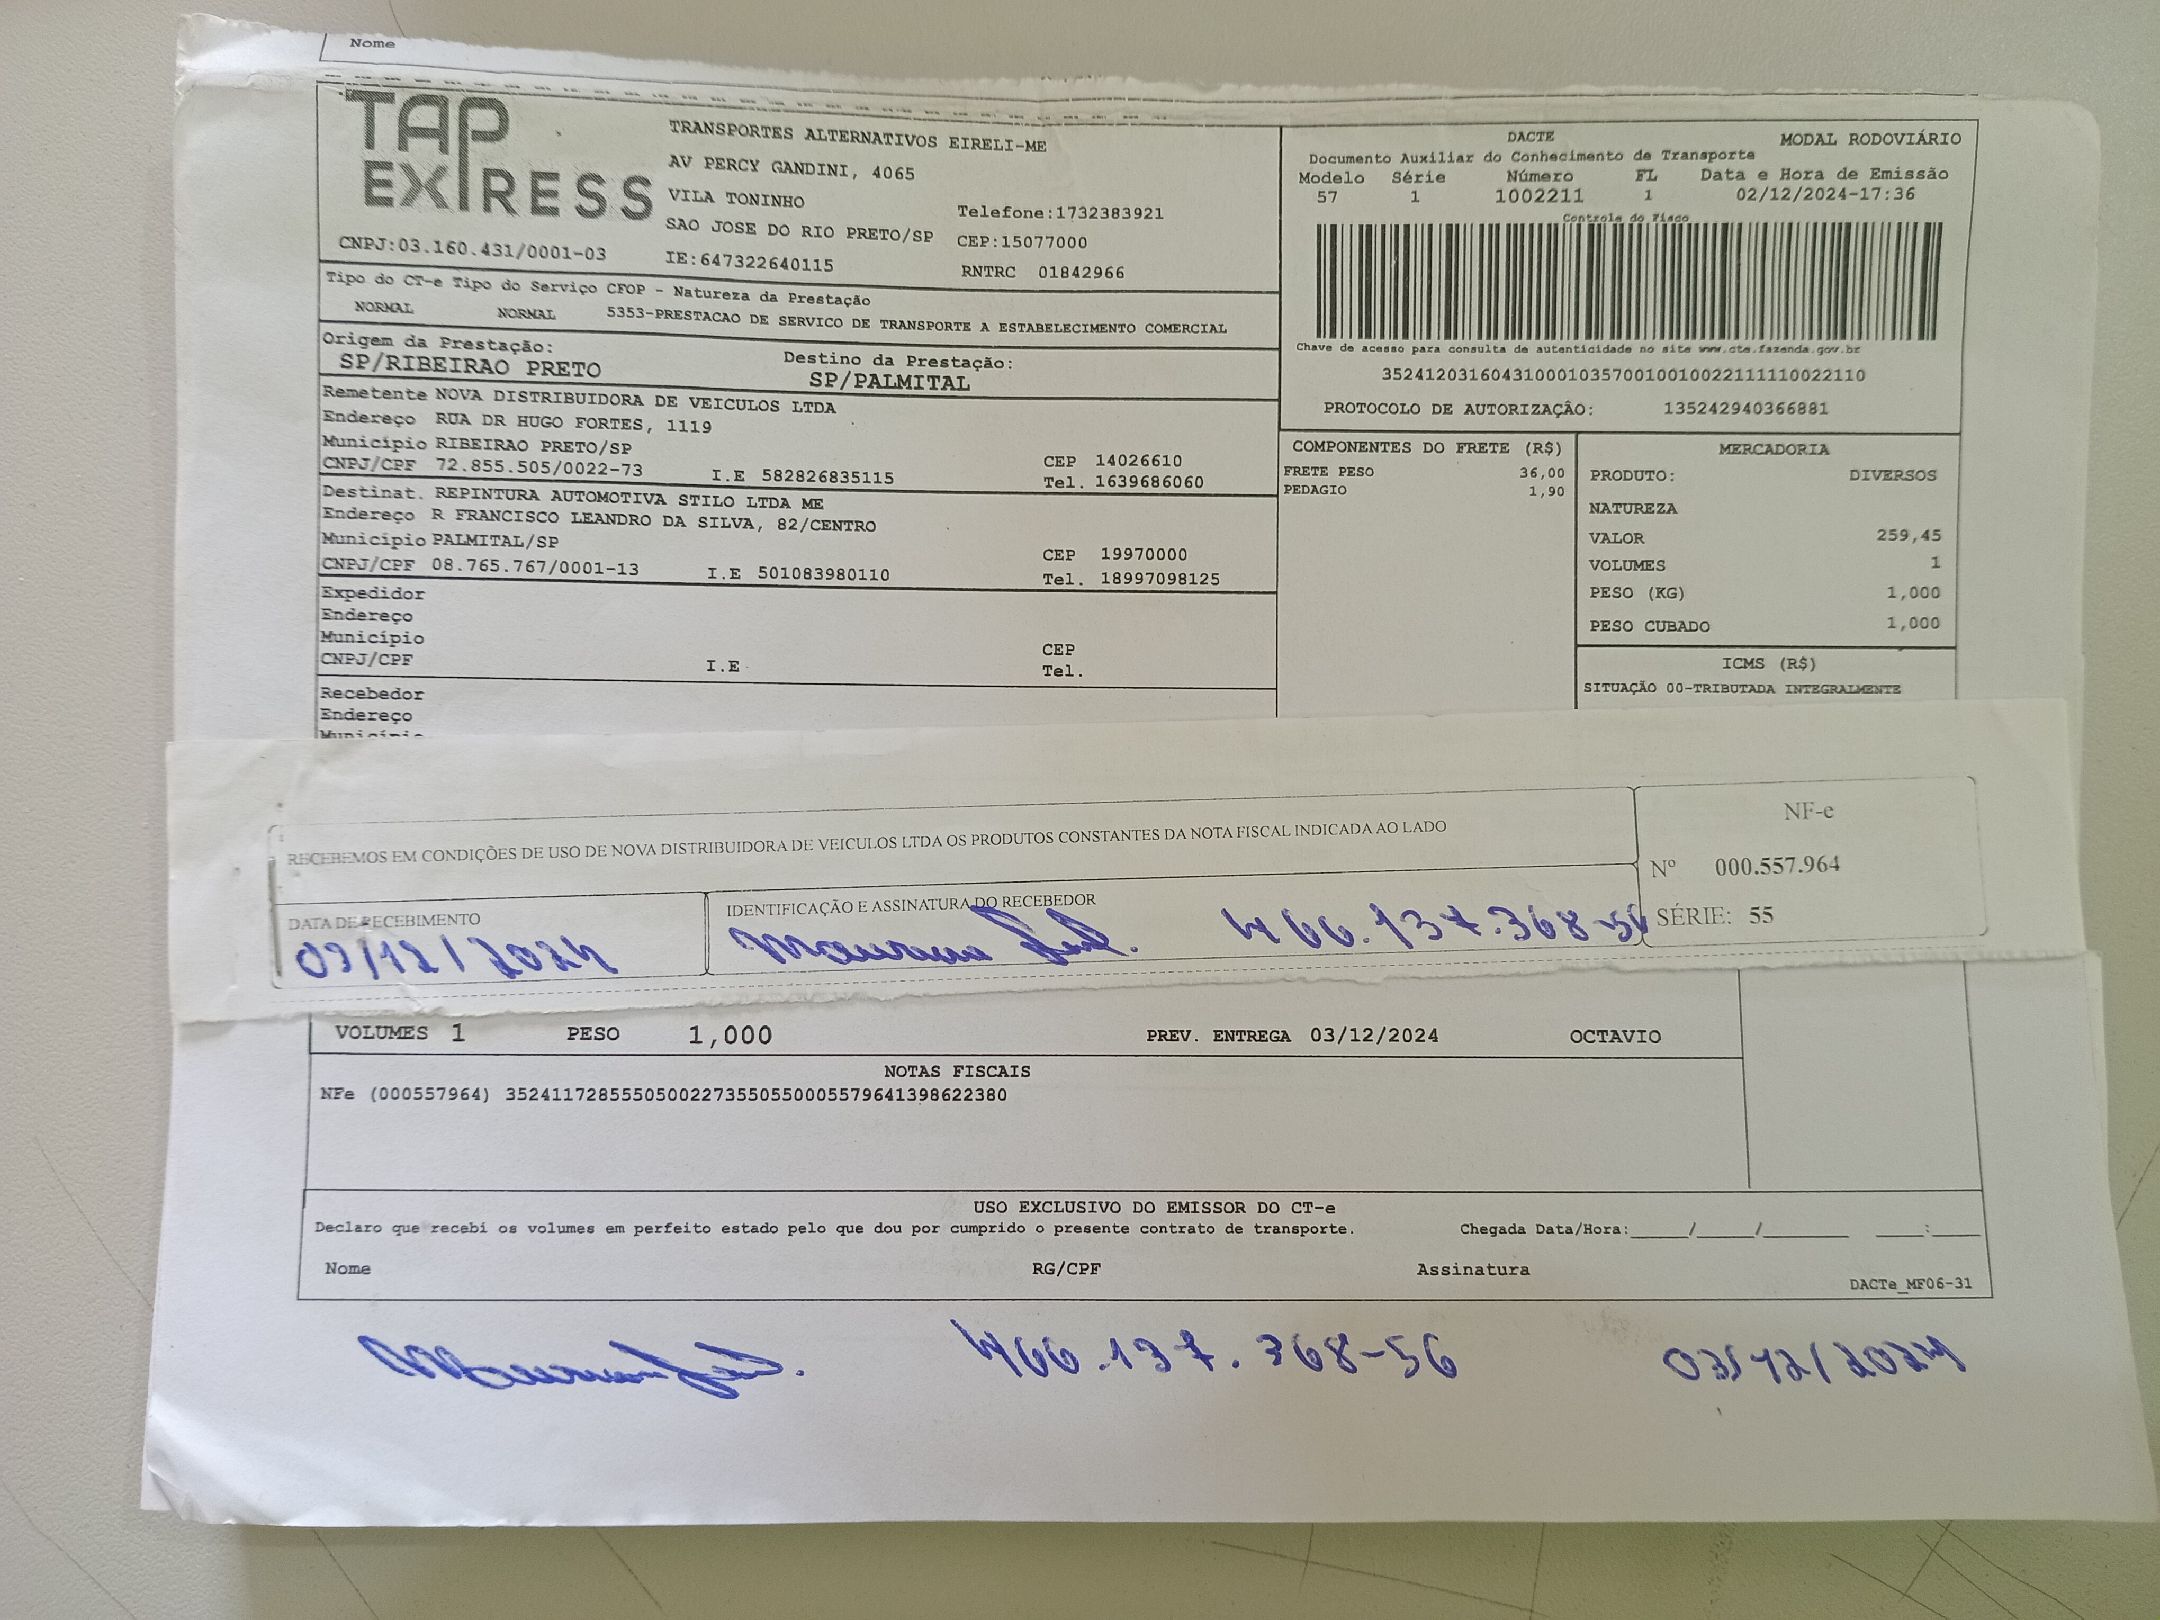 Nome
TAP EXPRESS
TRANSPORTES ALTERNATIVOS EIRELI-ME
AV PERCY GANDINI, 4065
VILA TONINHO
Telefone:1732383921
SAO JOSE DO RIO PRETO/SP CEP:15077000
CNPJ:03.160.431/0001-03 IE:647322640115 RNTRC 01842966
DACTE MODAL RODOVIÁRIO
Documento Auxiliar do Conhecimento de Transporte
Modelo Série Número FL Data e Hora de Emissão
57 1 1002211 1 02/12/2024-17:36
Controle do Fisco
Chave de acesso para consulta de autenticidade no site www.cte.fazenda.gov.br
35241203160431000103570010010022111110022110
PROTOCOLO DE AUTORIZAÇÃO: 135242940366881
Tipo do CT-e Tipo do Serviço CFOP - Natureza da Prestação
NORMAL NORMAL 5353-PRESTACAO DE SERVICO DE TRANSPORTE A ESTABELECIMENTO COMERCIAL
Origem da Prestação: Destino da Prestação:
SP/RIBEIRAO PRETO SP/PALMITAL
Remetente NOVA DISTRIBUIDORA DE VEICULOS LTDA
Endereço RUA DR HUGO FORTES, 1119
Município RIBEIRAO PRETO/SP CEP 14026610
CNPJ/CPF 72.855.505/0022-73 I.E 582826835115 Tel. 1639686060
Destinat. REPINTURA AUTOMOTIVA STILO LTDA ME
Endereço R FRANCISCO LEANDRO DA SILVA, 82/CENTRO
Município PALMITAL/SP CEP 19970000
CNPJ/CPF 08.765.767/0001-13 I.E 501083980110 Tel. 18997098125
Expedidor
Endereço
Município CEP
CNPJ/CPF I.E Tel.
Recebedor
Endereço
Município
COMPONENTES DO FRETE (R$)
FRETE PESO 36,00
PEDAGIO 1,90
MERCADORIA
PRODUTO: DIVERSOS
NATUREZA
VALOR 259,45
VOLUMES 1
PESO (KG) 1,000
PESO CUBADO 1,000
ICMS (R$)
SITUAÇÃO 00-TRIBUTADA INTEGRALMENTE
RECEBEMOS EM CONDIÇÕES DE USO DE NOVA DISTRIBUIDORA DE VEICULOS LTDA OS PRODUTOS CONSTANTES DA NOTA FISCAL INDICADA AO LADO
NF-e
Nº 000.557.964
SÉRIE: 55
DATA DE RECEBIMENTO IDENTIFICAÇÃO E ASSINATURA DO RECEBEDOR
03/12/2024 466.137.368-56
VOLUMES 1 PESO 1,000 PREV. ENTREGA 03/12/2024 OCTAVIO
NOTAS FISCAIS
NFe (000557964) 35241172855505002273550550005579641398622380
USO EXCLUSIVO DO EMISSOR DO CT-e
Declaro que recebi os volumes em perfeito estado pelo que dou por cumprido o presente contrato de transporte. Chegada Data/Hora:_____/_____/________ ____:____
Nome RG/CPF Assinatura
DACTe_MF06-31
466.137.368-56 03/12/2024